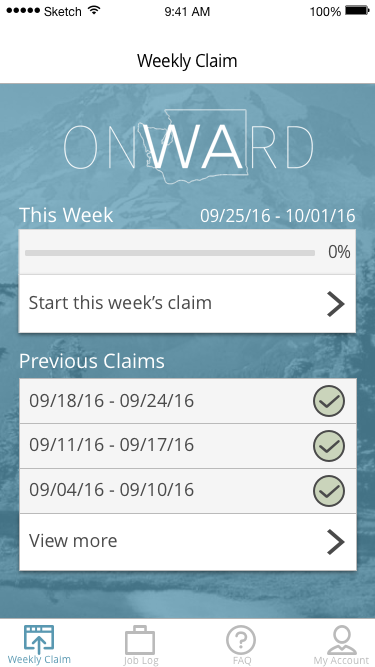 Sketch 9:41 AM 100%
Weekly Claim
ONWARD
This Week 09/25/16 - 10/01/16
0%
Start this week’s claim
Previous Claims
09/18/16 - 09/24/16
09/11/16 - 09/17/16
09/04/16 - 09/10/16
View more
Weekly Claim Job Log FAQ My Account